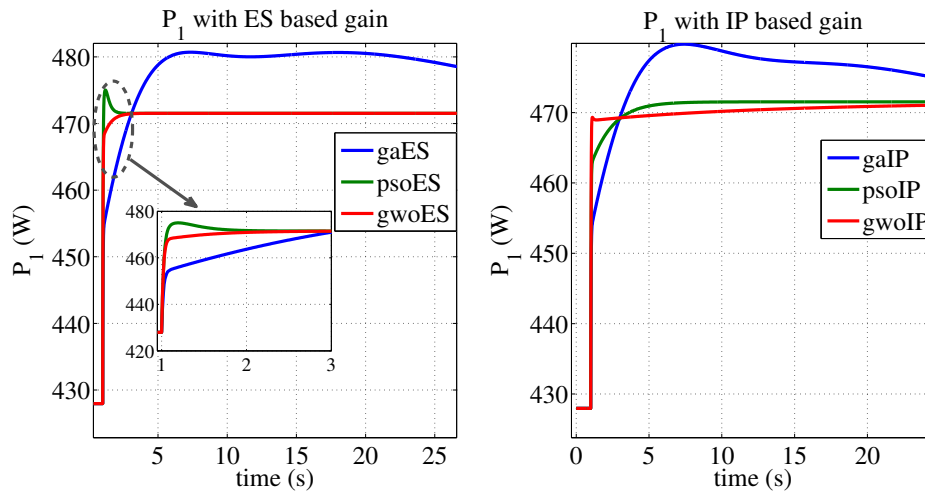 P₁ with ES based gain
480
470
460
450
440
430
P₁ (W)
gaES
psoES
gwoES
480
460
440
420
1 2 3
5 10 15 20 25
time (s)
P₁ with IP based gain
470
460
450
440
430
P₁ (W)
gaIP
psoIP
gwoIP
0 5 10 15 20
time (s)